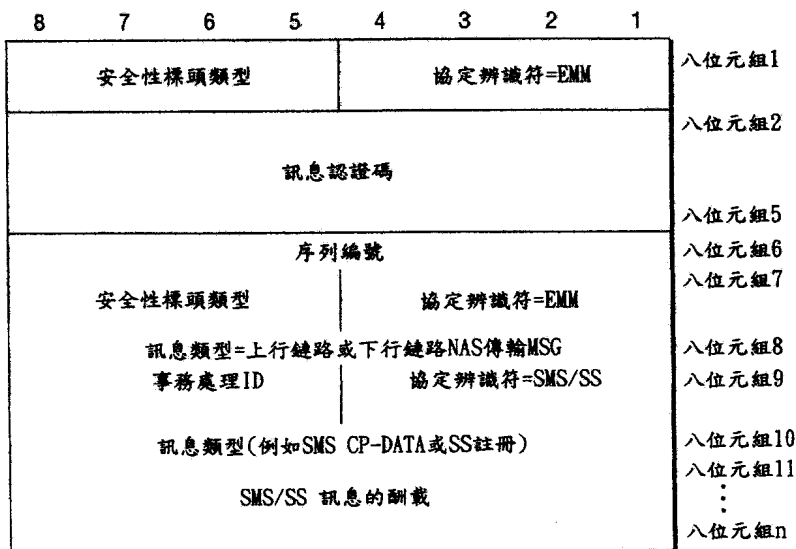 8 7 6 5 4 3 2 1
安全性標頭類型 協定辨識符=EMM 八位元組1
八位元組2
訊息認證碼
八位元組5
序列編號 八位元組6
八位元組7
安全性標頭類型 協定辨識符=EMM
訊息類型=上行鏈路或下行鏈路NAS傳輸MSG 八位元組8
事務處理ID 協定辨識符=SMS/SS 八位元組9
訊息類型(例如SMS CP-DATA或SS註冊) 八位元組10
八位元組11
SMS/SS 訊息的酬載
⋮
八位元組n